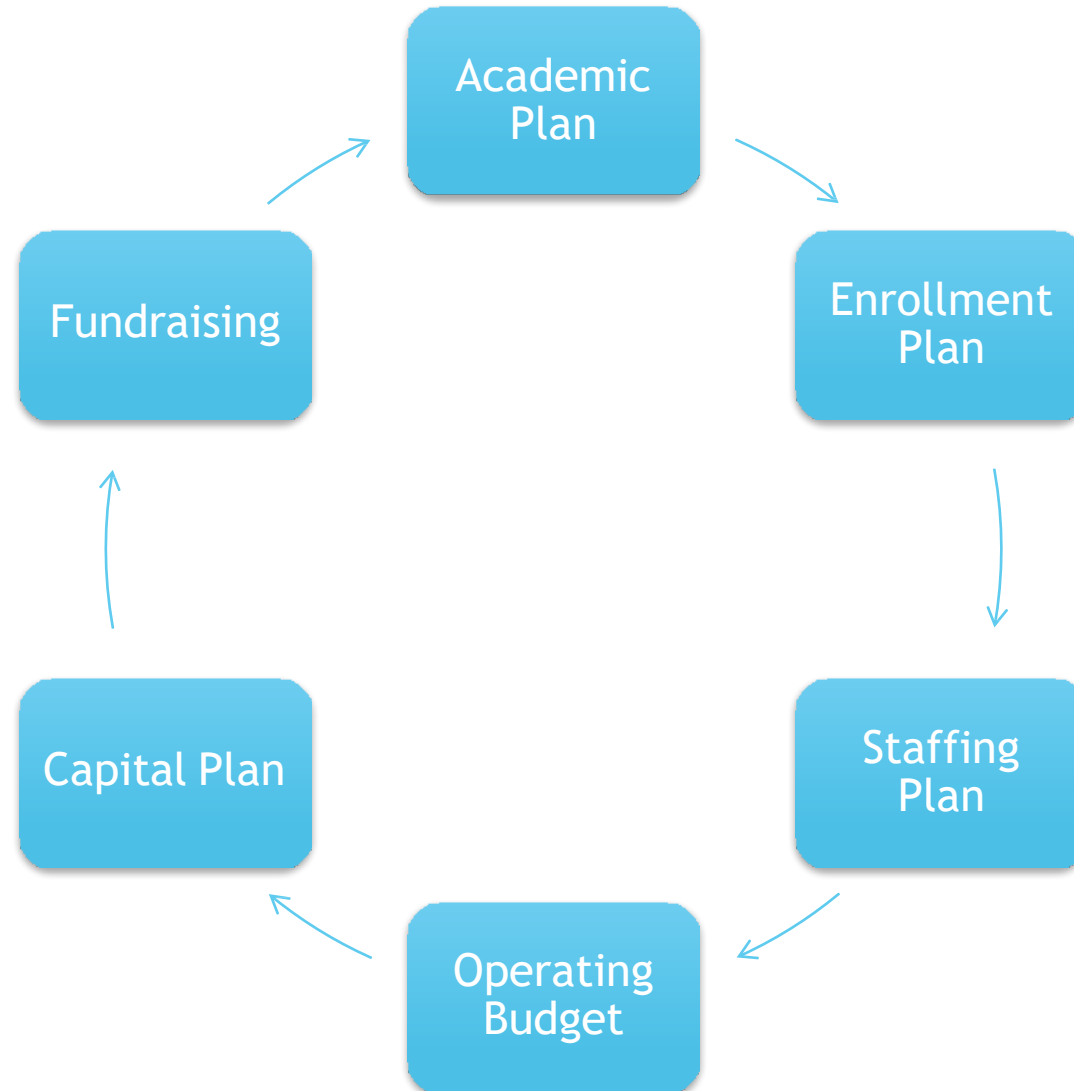 Academic
Plan
Enrollment
Plan
Staffing
Plan
Operating
Budget
Capital Plan
Fundraising